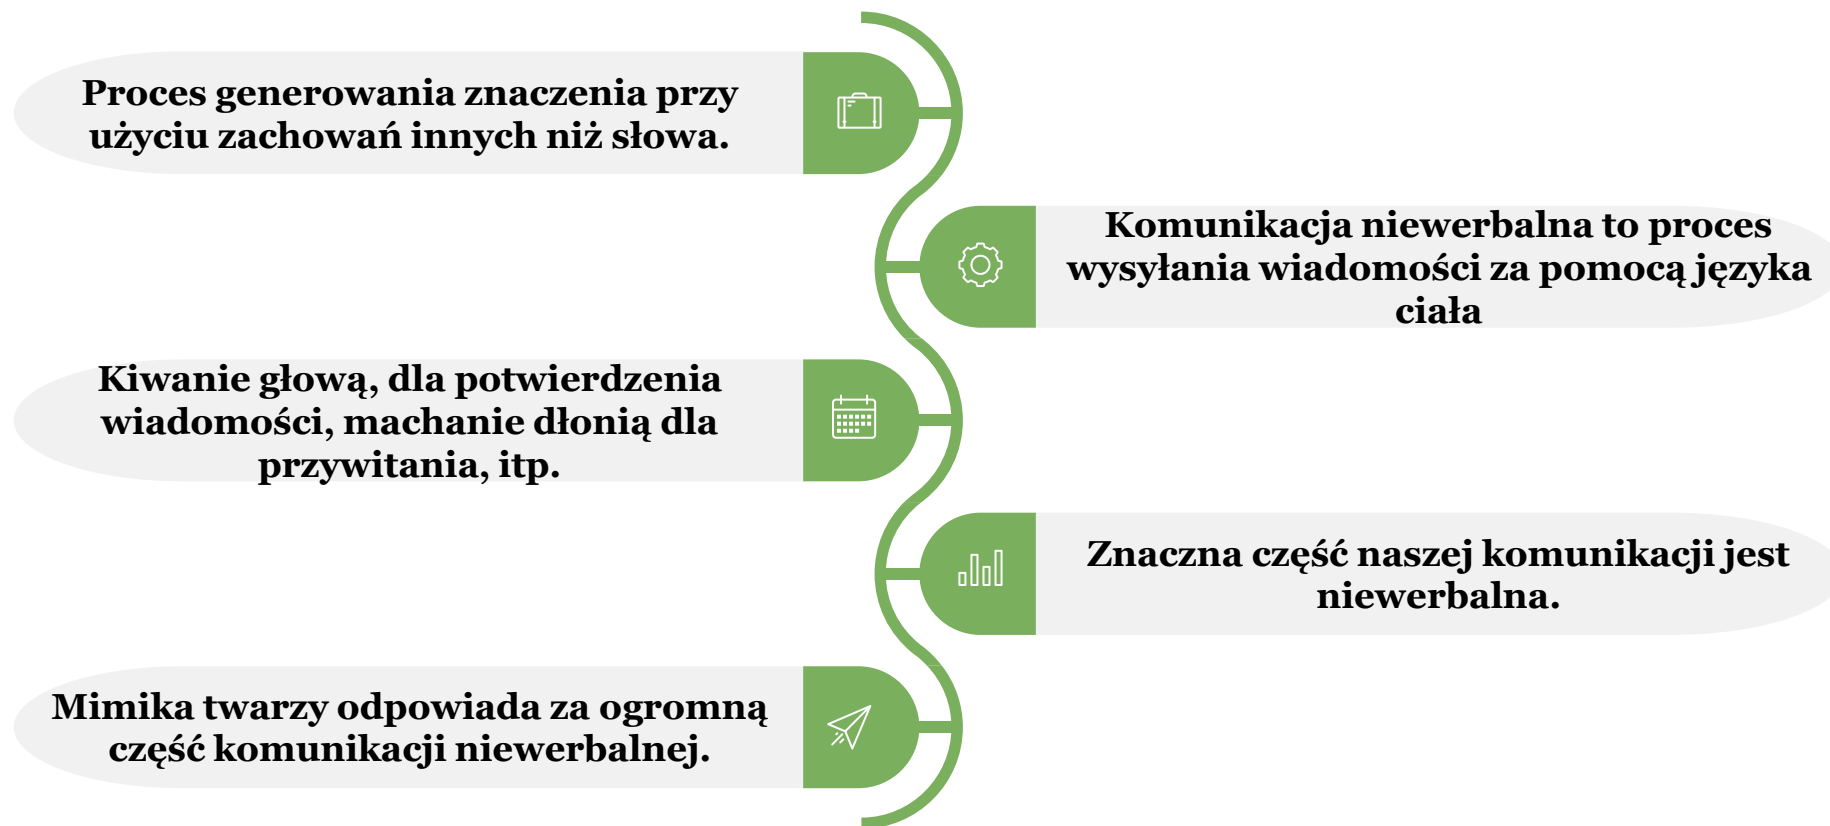 Proces generowania znaczenia przy
użyciu zachowań innych niż słowa.
Komunikacja niewerbalna to proces
wysyłania wiadomości za pomocą języka
ciała
Kiwanie głową, dla potwierdzenia
wiadomości, machanie dłonią dla
przywitania, itp.
Znaczna część naszej komunikacji jest
niewerbalna.
Mimika twarzy odpowiada za ogromną
część komunikacji niewerbalnej.